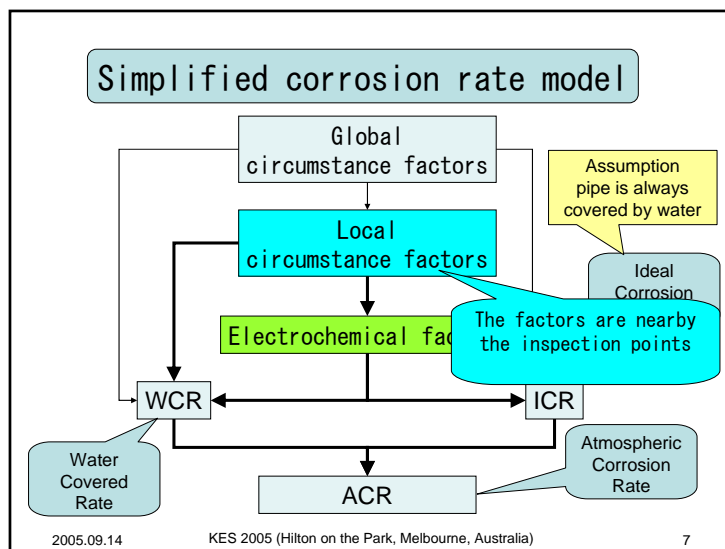 Simplified corrosion rate model
Global
circumstance factors
Assumption
pipe is always
covered by water
Local
circumstance factors
Ideal
Corrosion
The factors are nearby
the inspection points
Electrochemical fac
WCR
ICR
Water
Covered
Rate
Atmospheric
Corrosion
Rate
ACR
2005.09.14
KES 2005 (Hilton on the Park, Melbourne, Australia)
7